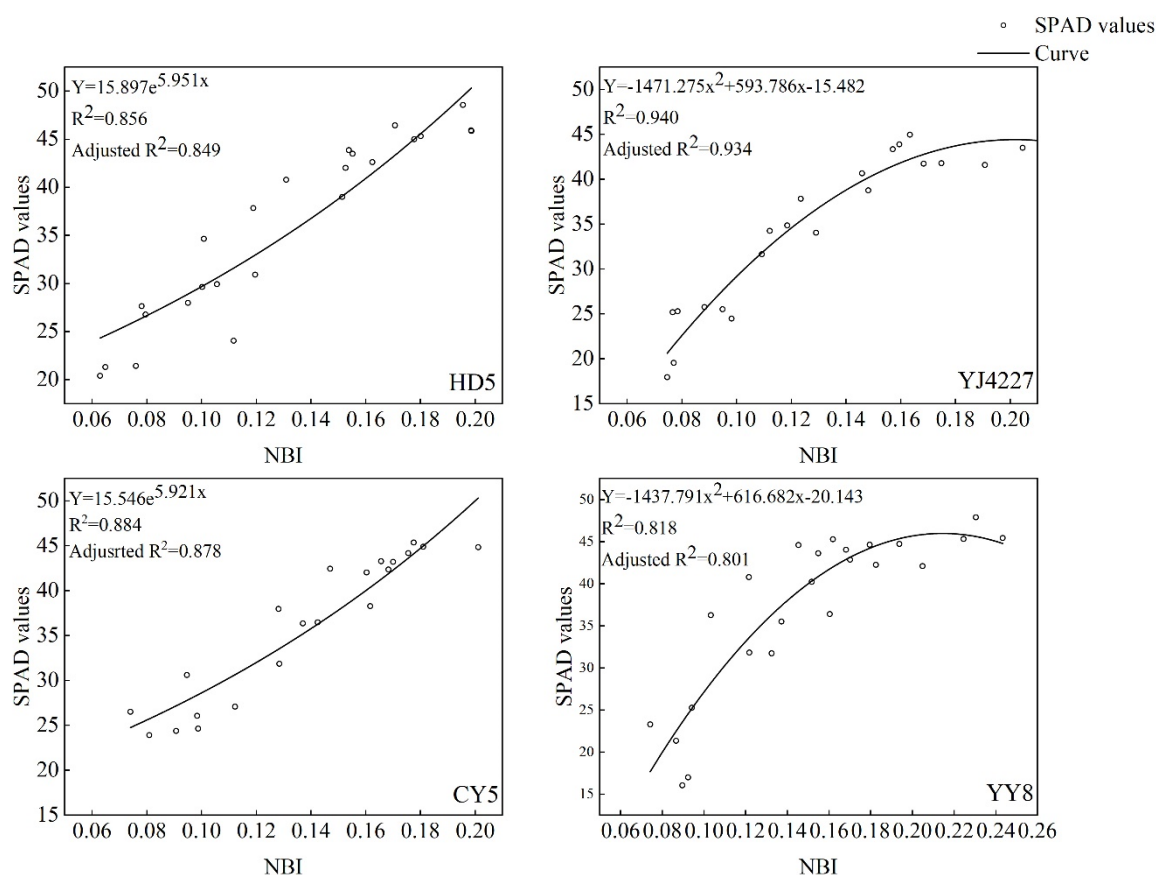 SPAD values
Curve
Y=15.897e^5.951x
R²=0.856
Adjusted R²=0.849
50
45
40
35
30
25
20
SPAD values
HD5
0.06 0.08 0.10 0.12 0.14 0.16 0.18 0.20
NBI
Y=-1471.275x²+593.786x-15.482
R²=0.940
Adjusted R²=0.934
50
45
40
35
30
25
20
15
SPAD values
YJ4227
0.06 0.08 0.10 0.12 0.14 0.16 0.18 0.20
NBI
Y=15.546e^5.921x
R²=0.884
Adjusrted R²=0.878
50
45
40
35
30
25
20
15
SPAD values
CY5
0.06 0.08 0.10 0.12 0.14 0.16 0.18 0.20
NBI
Y=-1437.791x²+616.682x-20.143
R²=0.818
Adjusted R²=0.801
50
45
40
35
30
25
20
15
SPAD values
YY8
0.06 0.08 0.10 0.12 0.14 0.16 0.18 0.20 0.22 0.24 0.26
NBI